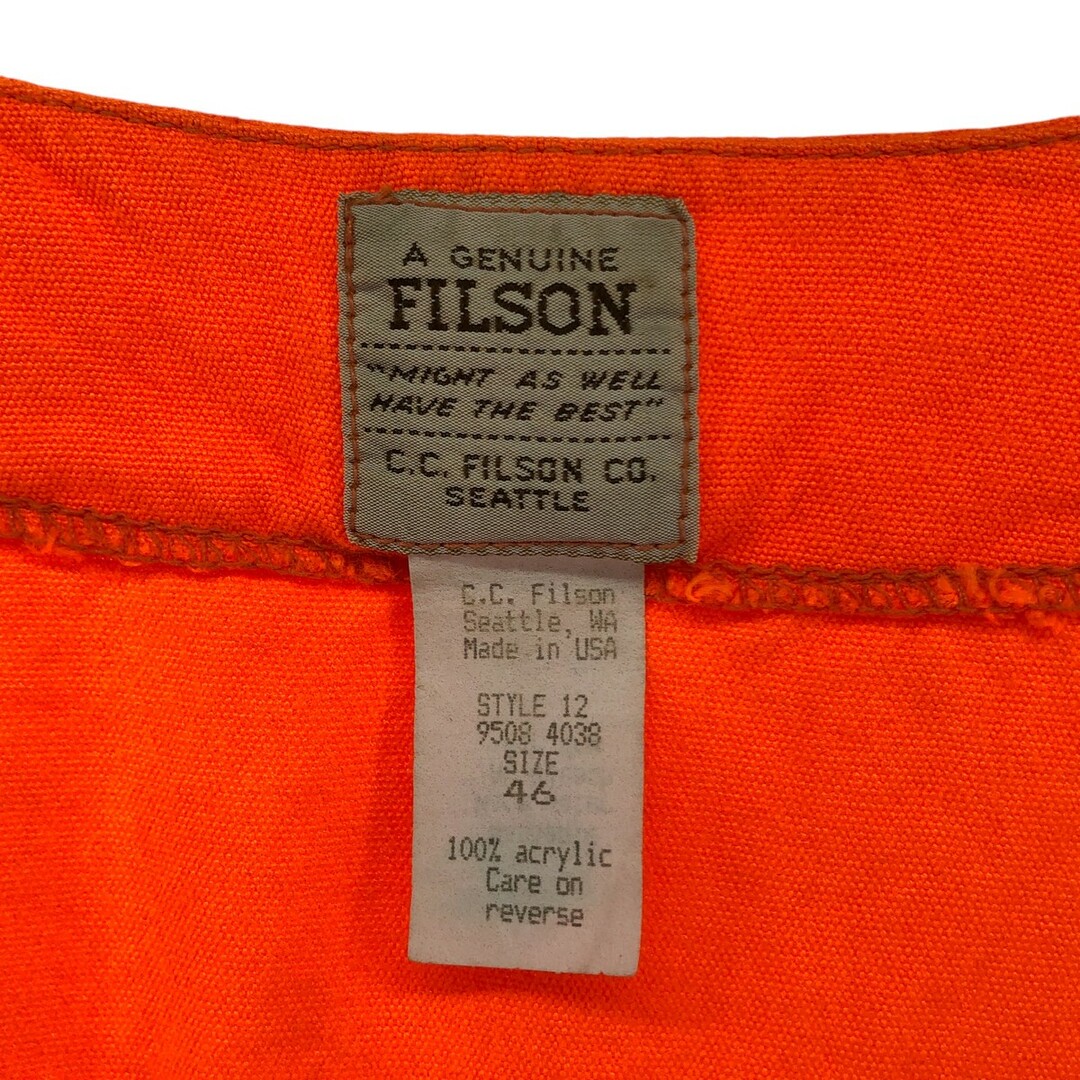 A GENUINE
FILSON
"MIGHT AS WELL
HAVE THE BEST"
C.C. FILSON CO.
SEATTLE
C.C. Filson
Seattle, WA
Made in USA
STYLE 12
9508 4038
SIZE
46
100% acrylic
Care on
reverse